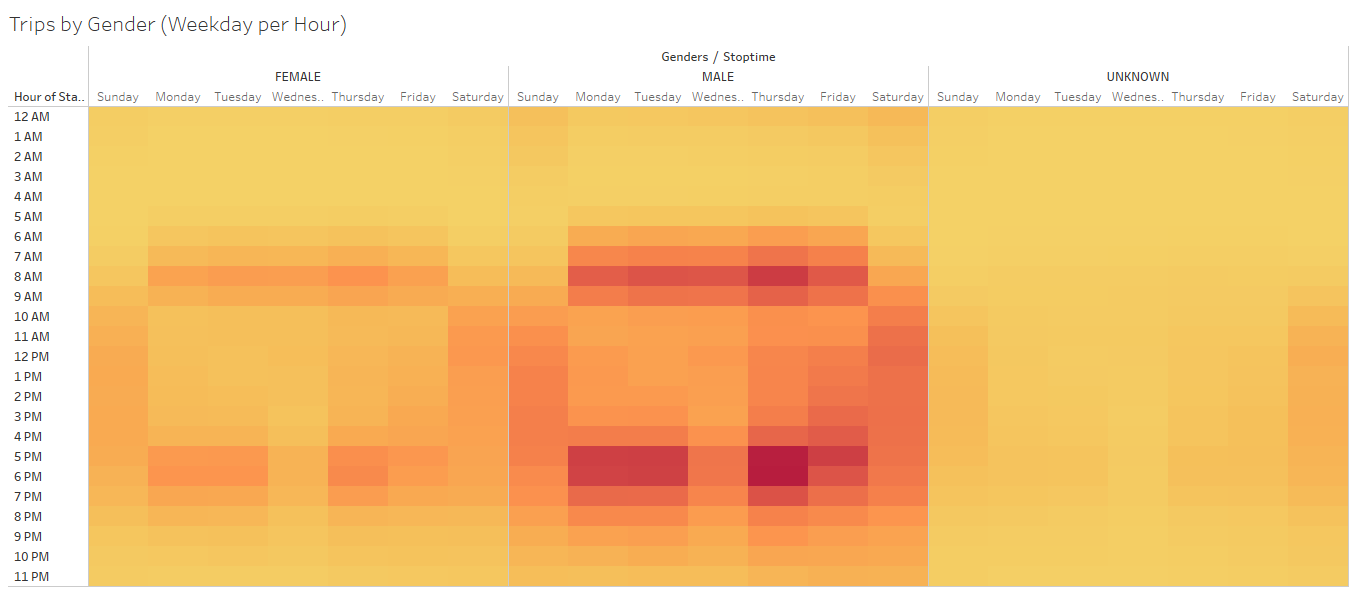 Trips by Gender (Weekday per Hour)
Genders / Stoptime
FEMALE MALE UNKNOWN
Hour of Sta.. Sunday Monday Tuesday Wednes.. Thursday Friday Saturday Sunday Monday Tuesday Wednes.. Thursday Friday Saturday Sunday Monday Tuesday Wednes.. Thursday Friday Saturday
12 AM
1 AM
2 AM
3 AM
4 AM
5 AM
6 AM
7 AM
8 AM
9 AM
10 AM
11 AM
12 PM
1 PM
2 PM
3 PM
4 PM
5 PM
6 PM
7 PM
8 PM
9 PM
10 PM
11 PM